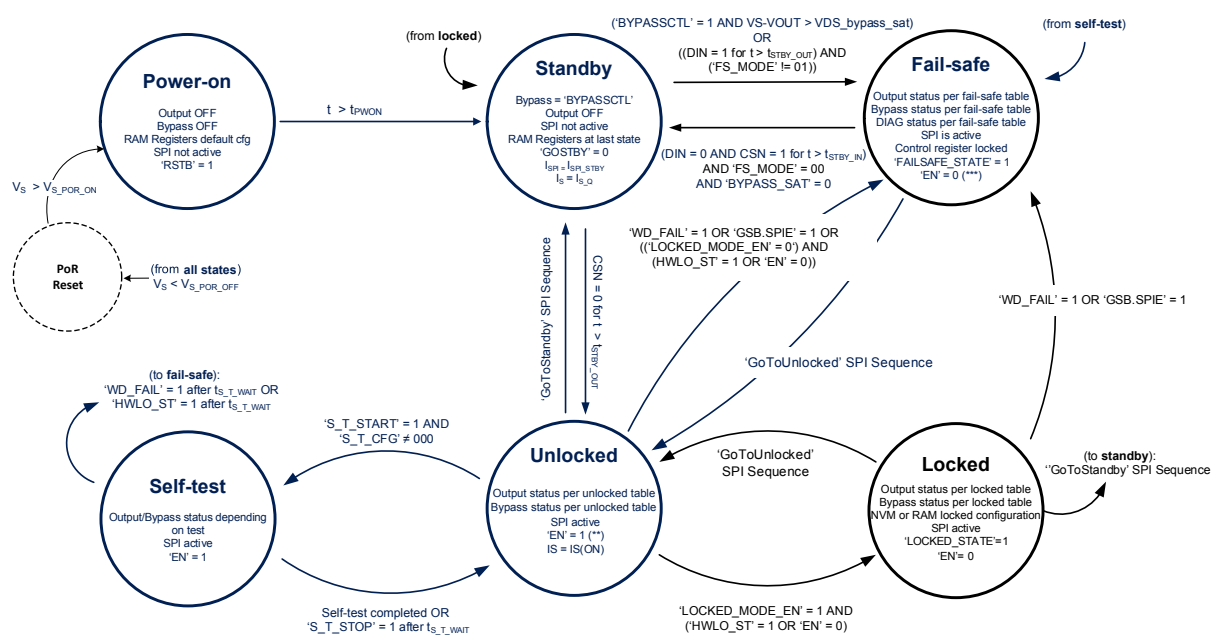 ('BYPASSCTL' = 1 AND VS-VOUT > VDS_bypass_sat)
OR
((DIN = 1 for t > tSTBY_OUT) AND
('FS_MODE' != 01))
(from self-test)
(from locked)
Power-on
Output OFF
Bypass OFF
RAM Registers default cfg
SPI not active
'RSTB' = 1
t > tPWON
Standby
Bypass = 'BYPASSCTL'
Output OFF
SPI not active
RAM Registers at last state
'GOSTBY' = 0
ISPI = ISPI_STBY
IS = IS_Q
Fail-safe
Output status per fail-safe table
Bypass status per fail-safe table
DIAG status per fail-safe table
SPI is active
Control register locked
'FAILSAFE_STATE' = 1
'EN' = 0 (***)
(DIN = 0 AND CSN = 1 for t > tSTBY_IN)
AND 'FS_MODE' = 00
AND 'BYPASS_SAT' = 0
VS > VS_POR_ON
PoR
Reset
(from all states)
VS < VS_POR_OFF
'GoToStandby' SPI Sequence
CSN = 0 for t > tSTBY_OUT
'WD_FAIL' = 1 OR 'GSB.SPIE' = 1 OR
(('LOCKED_MODE_EN' = 0') AND
(HWLO_ST' = 1 OR 'EN' = 0))
'WD_FAIL' = 1 OR 'GSB.SPIE' = 1
'GoToUnlocked' SPI Sequence
(to fail-safe):
'WD_FAIL' = 1 after tS_T_WAIT OR
'HWLO_ST' = 1 after tS_T_WAIT
'S_T_START' = 1 AND
'S_T_CFG' ≠ 000
Self-test
Output/Bypass status depending
on test
SPI active
'EN' = 1
Unlocked
Output status per unlocked table
Bypass status per unlocked table
SPI active
'EN' = 1 (**)
IS = IS(ON)
'GoToUnlocked'
SPI Sequence
Locked
Output status per locked table
Bypass status per locked table
NVM or RAM locked configuration
SPI active
'LOCKED_STATE'=1
'EN'= 0
(to standby):
''GoToStandby' SPI Sequence
Self-test completed OR
'S_T_STOP' = 1 after tS_T_WAIT
'LOCKED_MODE_EN' = 1 AND
('HWLO_ST' = 1 OR 'EN' = 0)